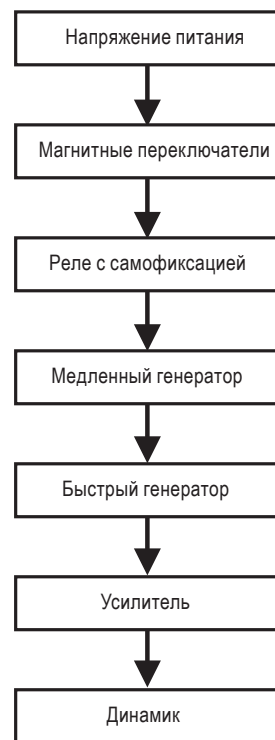 Напряжение питания
Магнитные переключатели
Реле с самофиксацией
Медленный генератор
Быстрый генератор
Усилитель
Динамик